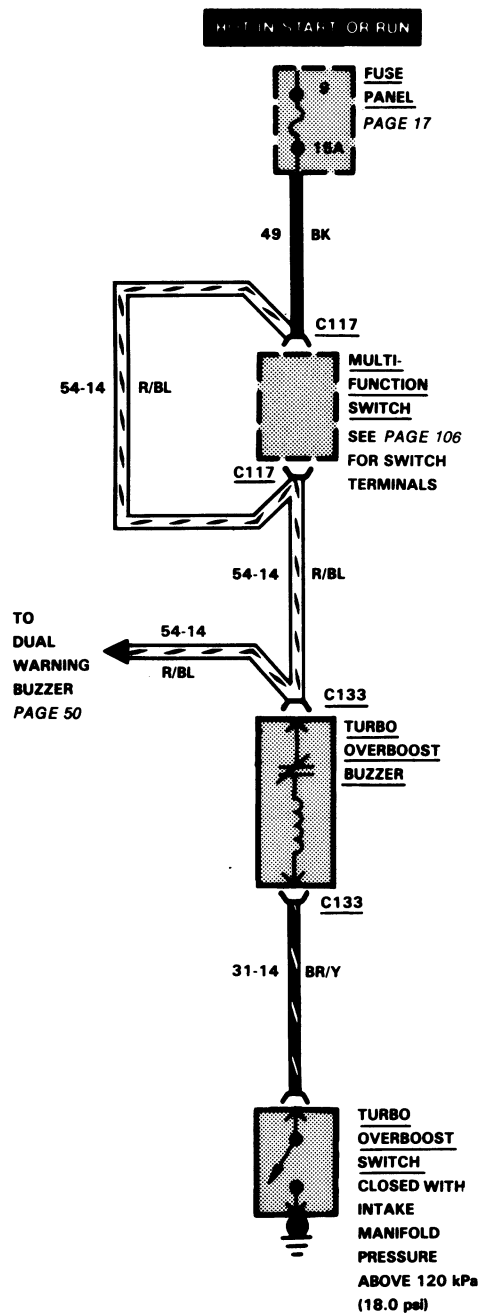 HOT IN START OR RUN
FUSE
PANEL
PAGE 17
9
15A
49 BK
C117
MULTI-
FUNCTION
SWITCH
SEE PAGE 106
FOR SWITCH
TERMINALS
54-14 R/BL
C117
54-14 R/BL
TO
DUAL
WARNING
BUZZER
PAGE 50
54-14
R/BL
C133
TURBO
OVERBOOST
BUZZER
C133
31-14 BR/Y
TURBO
OVERBOOST
SWITCH
CLOSED WITH
INTAKE
MANIFOLD
PRESSURE
ABOVE 120 kPa
(18.0 psi)